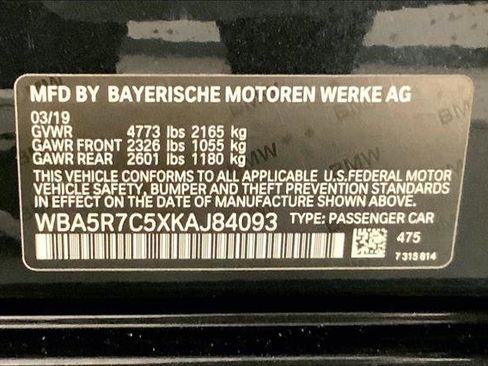 MFD BY BAYERISCHE MOTOREN WERKE AG
03/19
GVWR 4773 lbs 2165 kg
GAWR FRONT 2326 lbs 1055 kg
GAWR REAR 2601 lbs 1180 kg
THIS VEHICLE CONFORMS TO ALL APPLICABLE U.S.FEDERAL MOTOR
VEHICLE SAFETY, BUMPER AND THEFT PREVENTION STANDARDS
IN EFFECT ON THE DATE OF MANUFACTURE SHOWN ABOVE.
WBA5R7C5XKAJ84093 TYPE: PASSENGER CAR
475
7 315 814